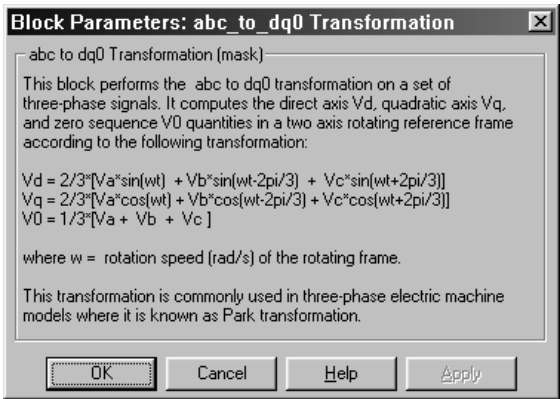 Block Parameters: abc_to_dq0 Transformation
abc to dq0 Transformation (mask)
This block performs the abc to dq0 transformation on a set of
three-phase signals. It computes the direct axis Vd, quadratic axis Vq,
and zero sequence V0 quantities in a two axis rotating reference frame
according to the following transformation:
Vd = 2/3*[Va*sin(wt) + Vb*sin(wt-2pi/3) + Vc*sin(wt+2pi/3)]
Vq = 2/3*[Va*cos(wt) + Vb*cos(wt-2pi/3) + Vc*cos(wt+2pi/3)]
V0 = 1/3*[Va + Vb + Vc ]
where w = rotation speed (rad/s) of the rotating frame.
This transformation is commonly used in three-phase electric machine
models where it is known as Park transformation.
OK Cancel Help Apply